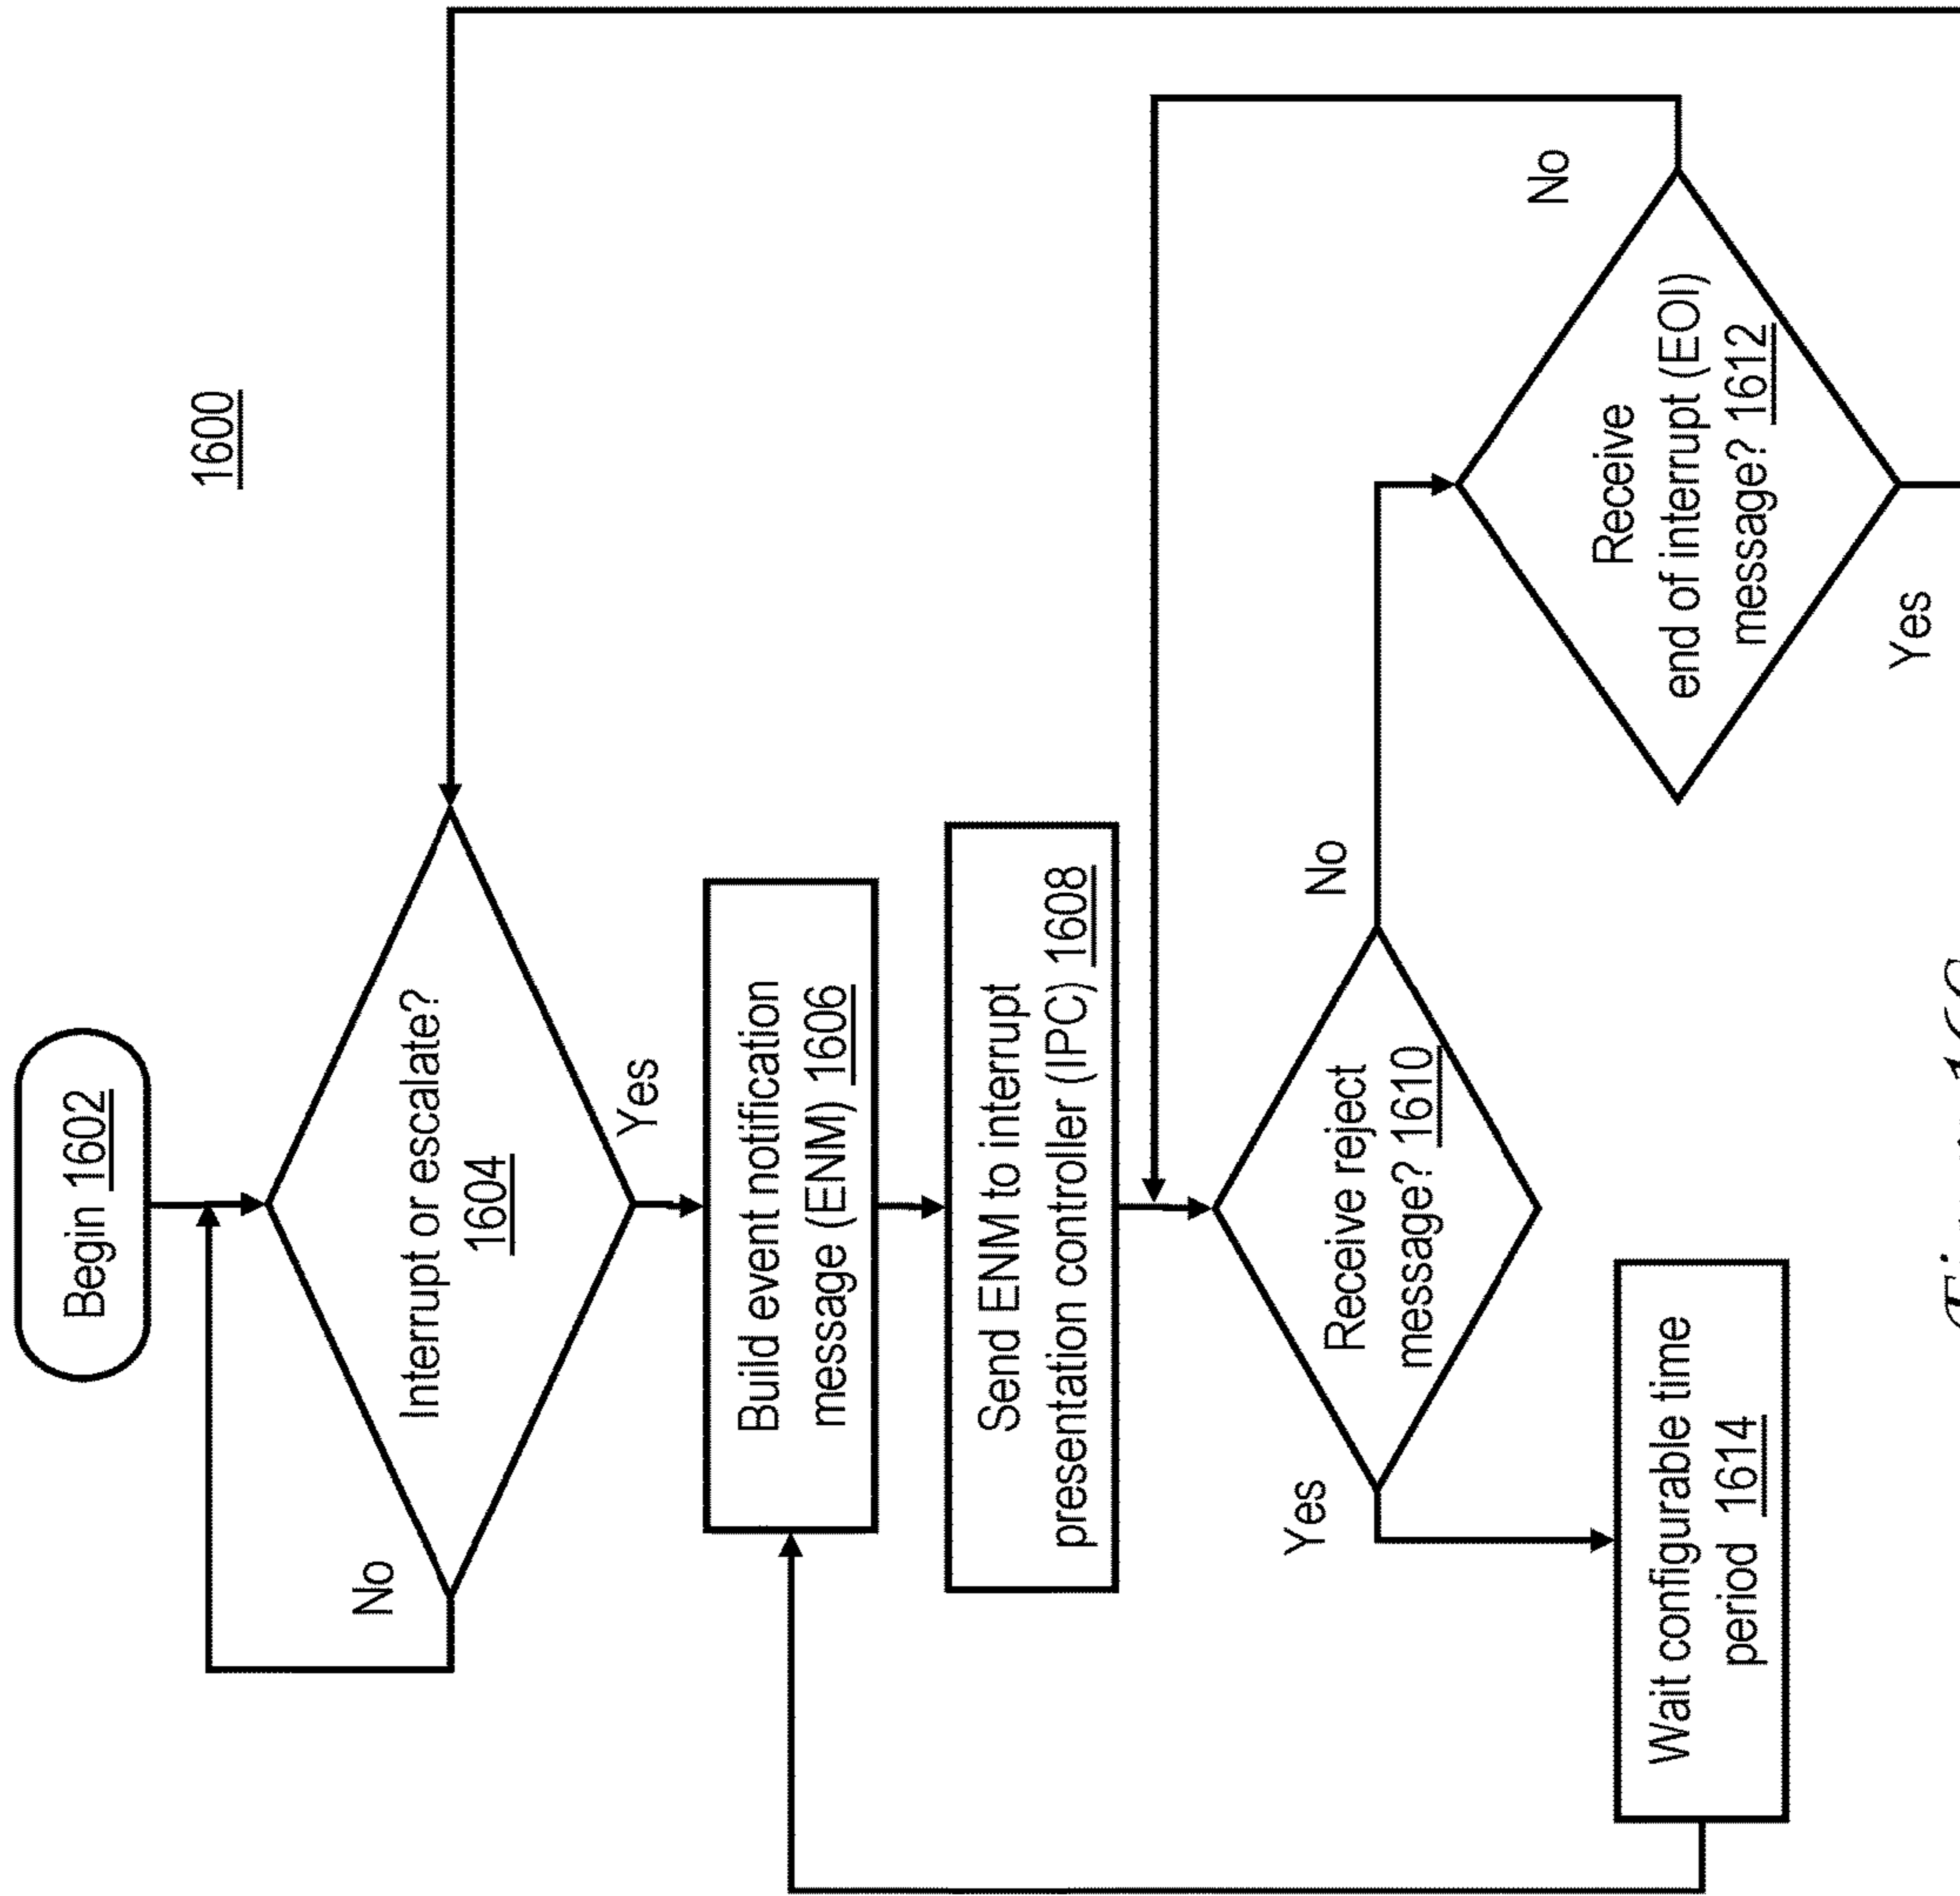 1600
Begin 1602
Interrupt or escalate?
1604
No
Yes
Build event notification
message (ENM) 1606
Send ENM to interrupt
presentation controller (IPC) 1608
Receive reject
message? 1610
Yes
No
Receive
end of interrupt (EOI)
message? 1612
No
Yes
Wait configurable time
period 1614